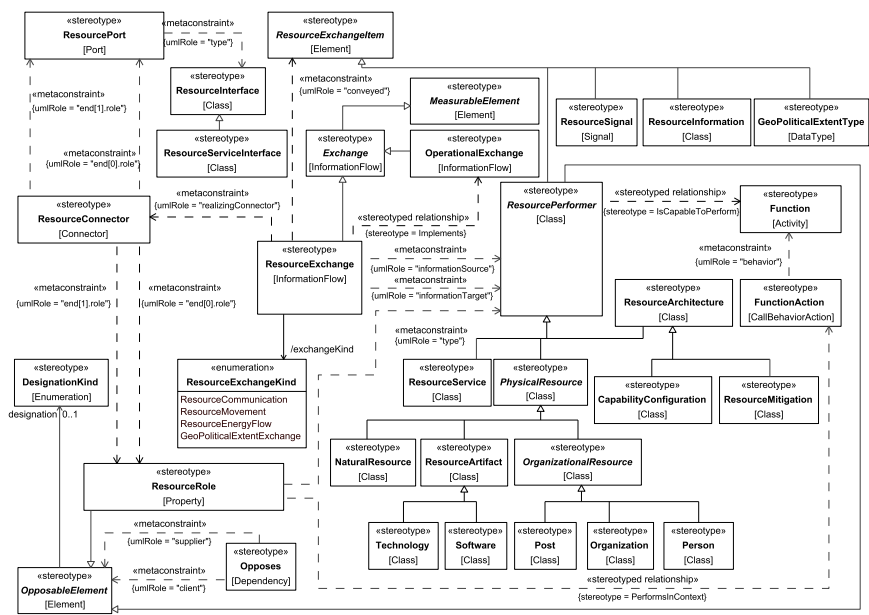 «stereotype»
ResourcePort
[Port]
«metaconstraint»
{umlRole = "type"}
«stereotype»
ResourceExchangeItem
[Element]
«stereotype»
ResourceInterface
[Class]
«metaconstraint»
{umlRole = "conveyed"}
«stereotype»
MeasurableElement
[Element]
«stereotype»
ResourceSignal
[Signal]
«stereotype»
ResourceInformation
[Class]
«stereotype»
GeoPoliticalExtentType
[DataType]
«metaconstraint»
{umlRole = "end[1].role"}
«metaconstraint»
{umlRole = "end[0].role"}
«stereotype»
ResourceServiceInterface
[Class]
«stereotype»
Exchange
[InformationFlow]
«stereotype»
OperationalExchange
[InformationFlow]
«stereotype»
ResourceConnector
[Connector]
«metaconstraint»
{umlRole = "realizingConnector"}
«stereotyped relationship»
{stereotype = Implements}
«stereotype»
ResourcePerformer
[Class]
«stereotyped relationship»
{stereotype = IsCapableToPerform}
«stereotype»
Function
[Activity]
«stereotype»
ResourceExchange
[InformationFlow]
«metaconstraint»
{umlRole = "informationSource"}
«metaconstraint»
{umlRole = "informationTarget"}
«metaconstraint»
{umlRole = "behavior"}
«metaconstraint»
{umlRole = "end[1].role"}
«metaconstraint»
{umlRole = "end[0].role"}
«stereotype»
ResourceArchitecture
[Class]
«stereotype»
FunctionAction
[CallBehaviorAction]
«metaconstraint»
{umlRole = "type"}
/exchangeKind
«stereotype»
DesignationKind
[Enumeration]
designation 0..1
«enumeration»
ResourceExchangeKind
ResourceCommunication
ResourceMovement
ResourceEnergyFlow
GeoPoliticalExtentExchange
«stereotype»
ResourceService
[Class]
«stereotype»
PhysicalResource
[Class]
«stereotype»
CapabilityConfiguration
[Class]
«stereotype»
ResourceMitigation
[Class]
«stereotype»
NaturalResource
[Class]
«stereotype»
ResourceArtifact
[Class]
«stereotype»
OrganizationalResource
[Class]
«stereotype»
ResourceRole
[Property]
«stereotype»
Technology
[Class]
«stereotype»
Software
[Class]
«stereotype»
Post
[Class]
«stereotype»
Organization
[Class]
«stereotype»
Person
[Class]
«metaconstraint»
{umlRole = "supplier"}
«stereotype»
Opposes
[Dependency]
«stereotype»
OpposableElement
[Element]
«metaconstraint»
{umlRole = "client"}
«stereotyped relationship»
{stereotype = PerformsInContext}